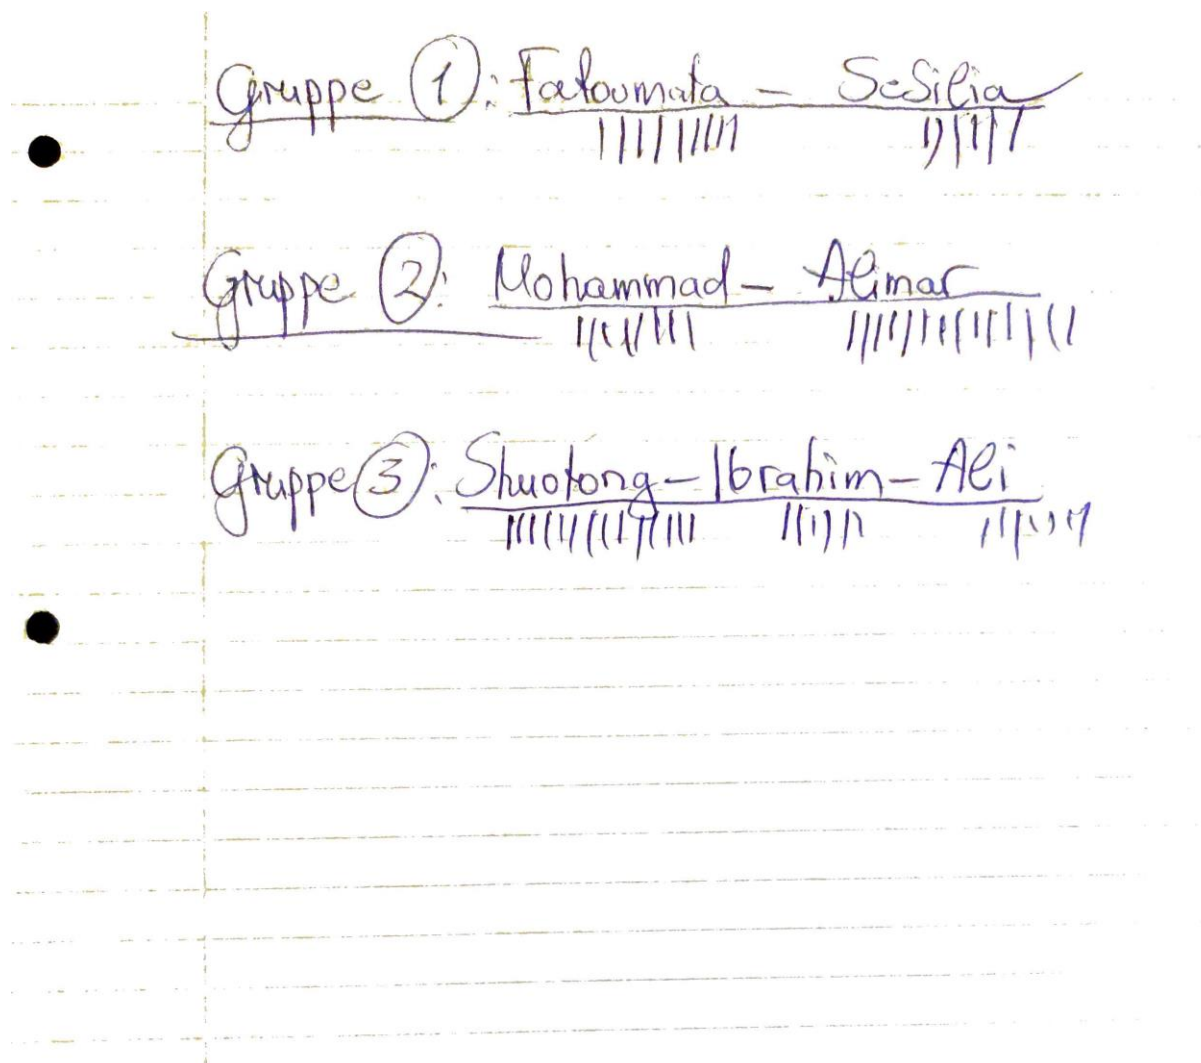 Gruppe 1: Fatoumata - SeSilia
||||||||| ||||||
Gruppe 2: Mohammad - Alimar
|||||||| ||||||||||||||
Gruppe 3: Shuotong - Ibrahim - Ali